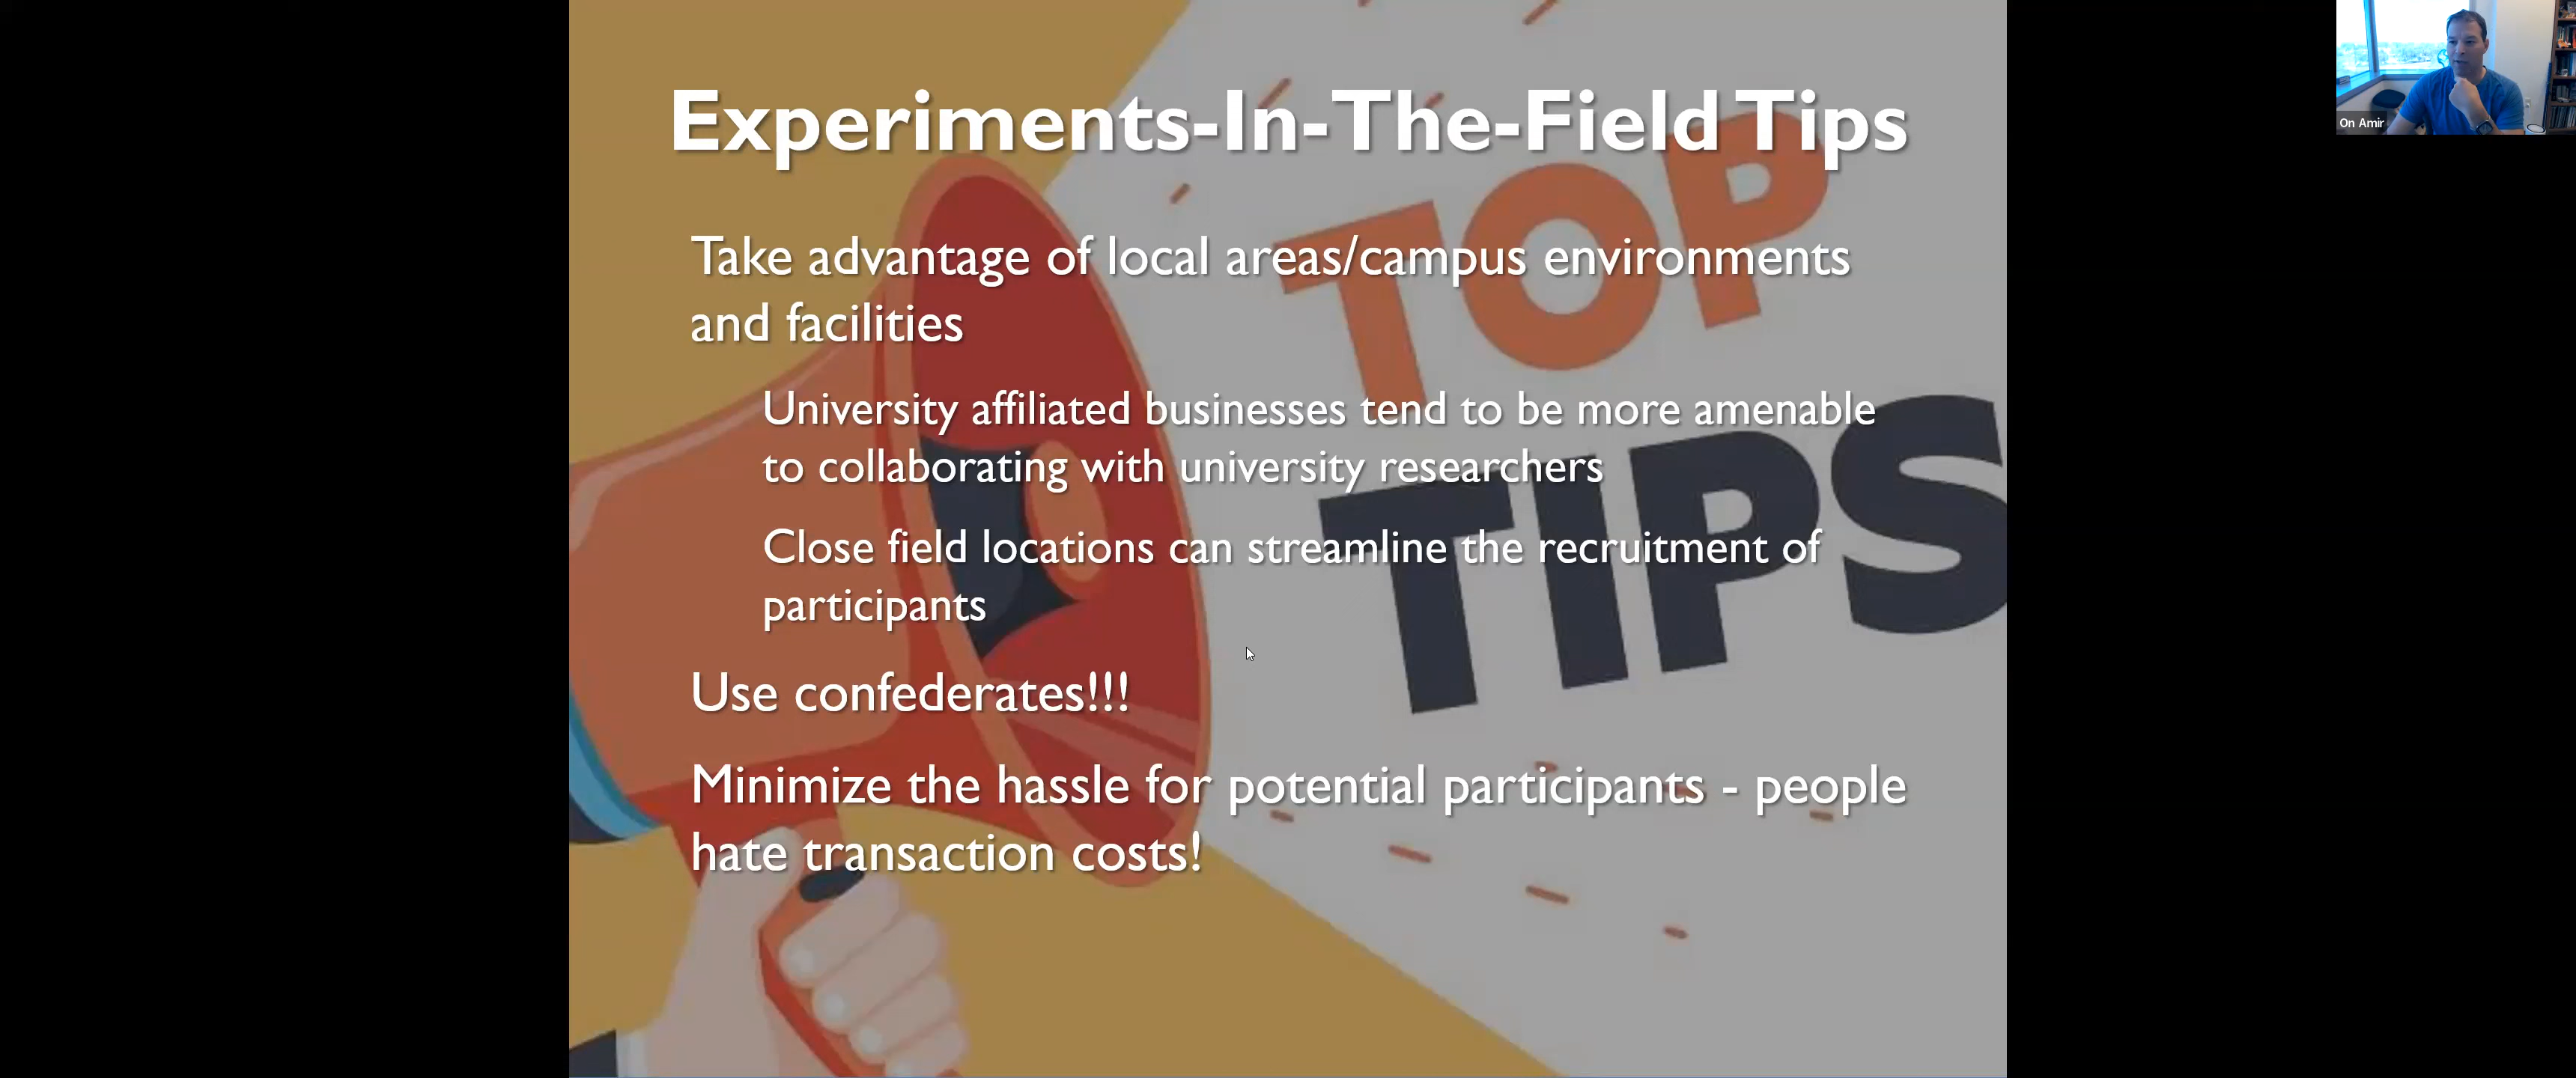 Experiments-In-The-Field Tips
Take advantage of local areas/campus environments
and facilities
University affiliated businesses tend to be more amenable
to collaborating with university researchers
Close field locations can streamline the recruitment of
participants
Use confederates!!!
Minimize the hassle for potential participants - people
hate transaction costs!
TOP
TIPS
On Amir